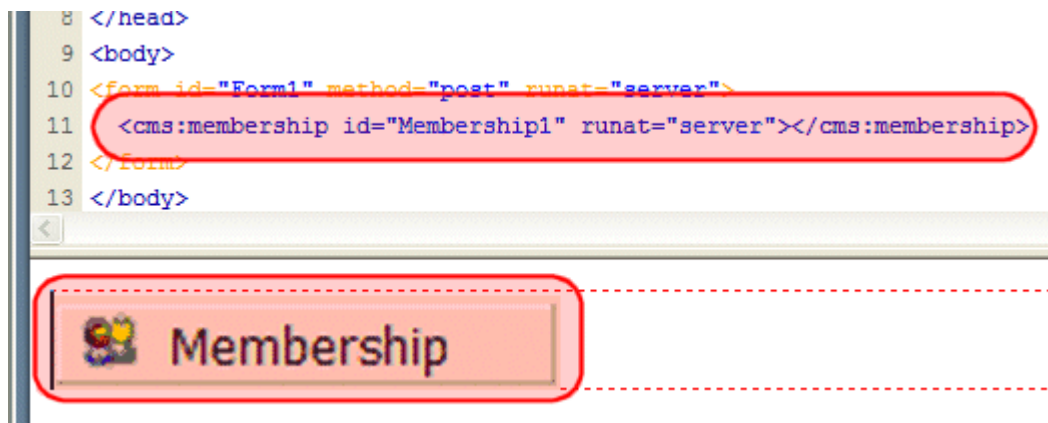 8 </head>
9 <body>
10 <form id="Form1" method="post" runat="server">
11 <cms:membership id="Membership1" runat="server"></cms:membership>
12 </form>
13 </body>
Membership